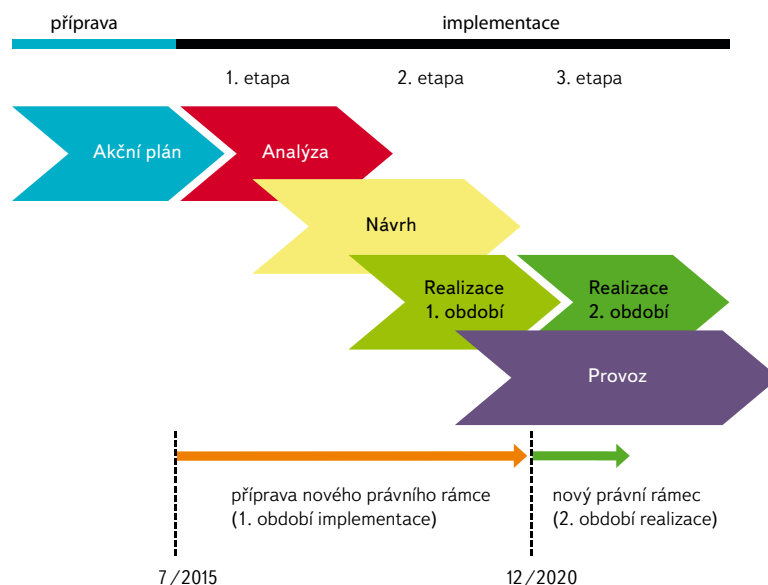 příprava
implementace
1. etapa
2. etapa
3. etapa
Akční plán
Analýza
Návrh
Realizace
1. období
Realizace
2. období
Provoz
příprava nového právního rámce
(1. období implementace)
nový právní rámec
(2. období realizace)
7/2015
12/2020